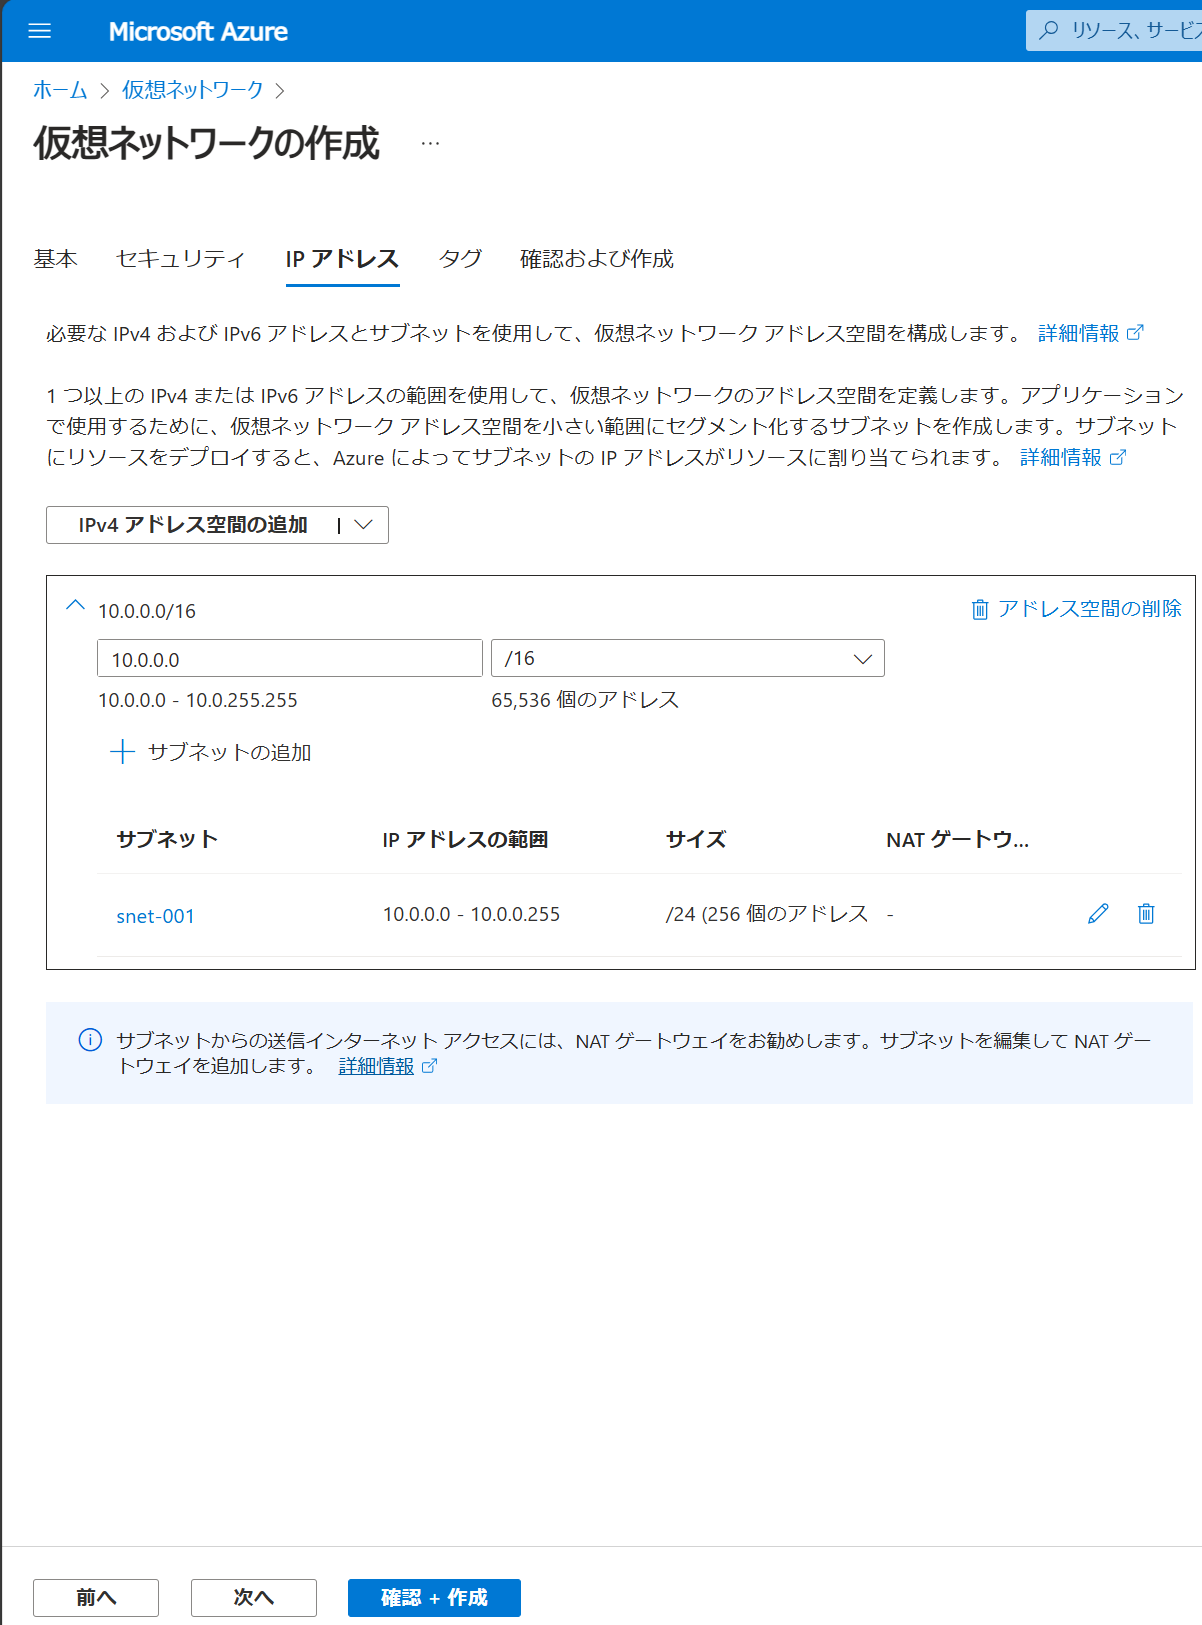 Microsoft Azure
リソース、サービ
ホーム > 仮想ネットワーク >
仮想ネットワークの作成 …
基本 セキュリティ IP アドレス タグ 確認および作成
必要な IPv4 および IPv6 アドレスとサブネットを使用して、仮想ネットワーク アドレス空間を構成します。 詳細情報
1 つ以上の IPv4 または IPv6 アドレスの範囲を使用して、仮想ネットワークのアドレス空間を定義します。アプリケーション
で使用するために、仮想ネットワーク アドレス空間を小さい範囲にセグメント化するサブネットを作成します。サブネット
にリソースをデプロイすると、Azure によってサブネットの IP アドレスがリソースに割り当てられます。 詳細情報
IPv4 アドレス空間の追加 |
10.0.0.0/16 アドレス空間の削除
10.0.0.0 /16
10.0.0.0 - 10.0.255.255 65,536 個のアドレス
サブネットの追加
サブネット IP アドレスの範囲 サイズ NAT ゲートウ...
snet-001 10.0.0.0 - 10.0.0.255 /24 (256 個のアドレス -
サブネットからの送信インターネット アクセスには、NAT ゲートウェイをお勧めします。サブネットを編集して NAT ゲー
トウェイを追加します。 詳細情報
前へ 次へ 確認 + 作成